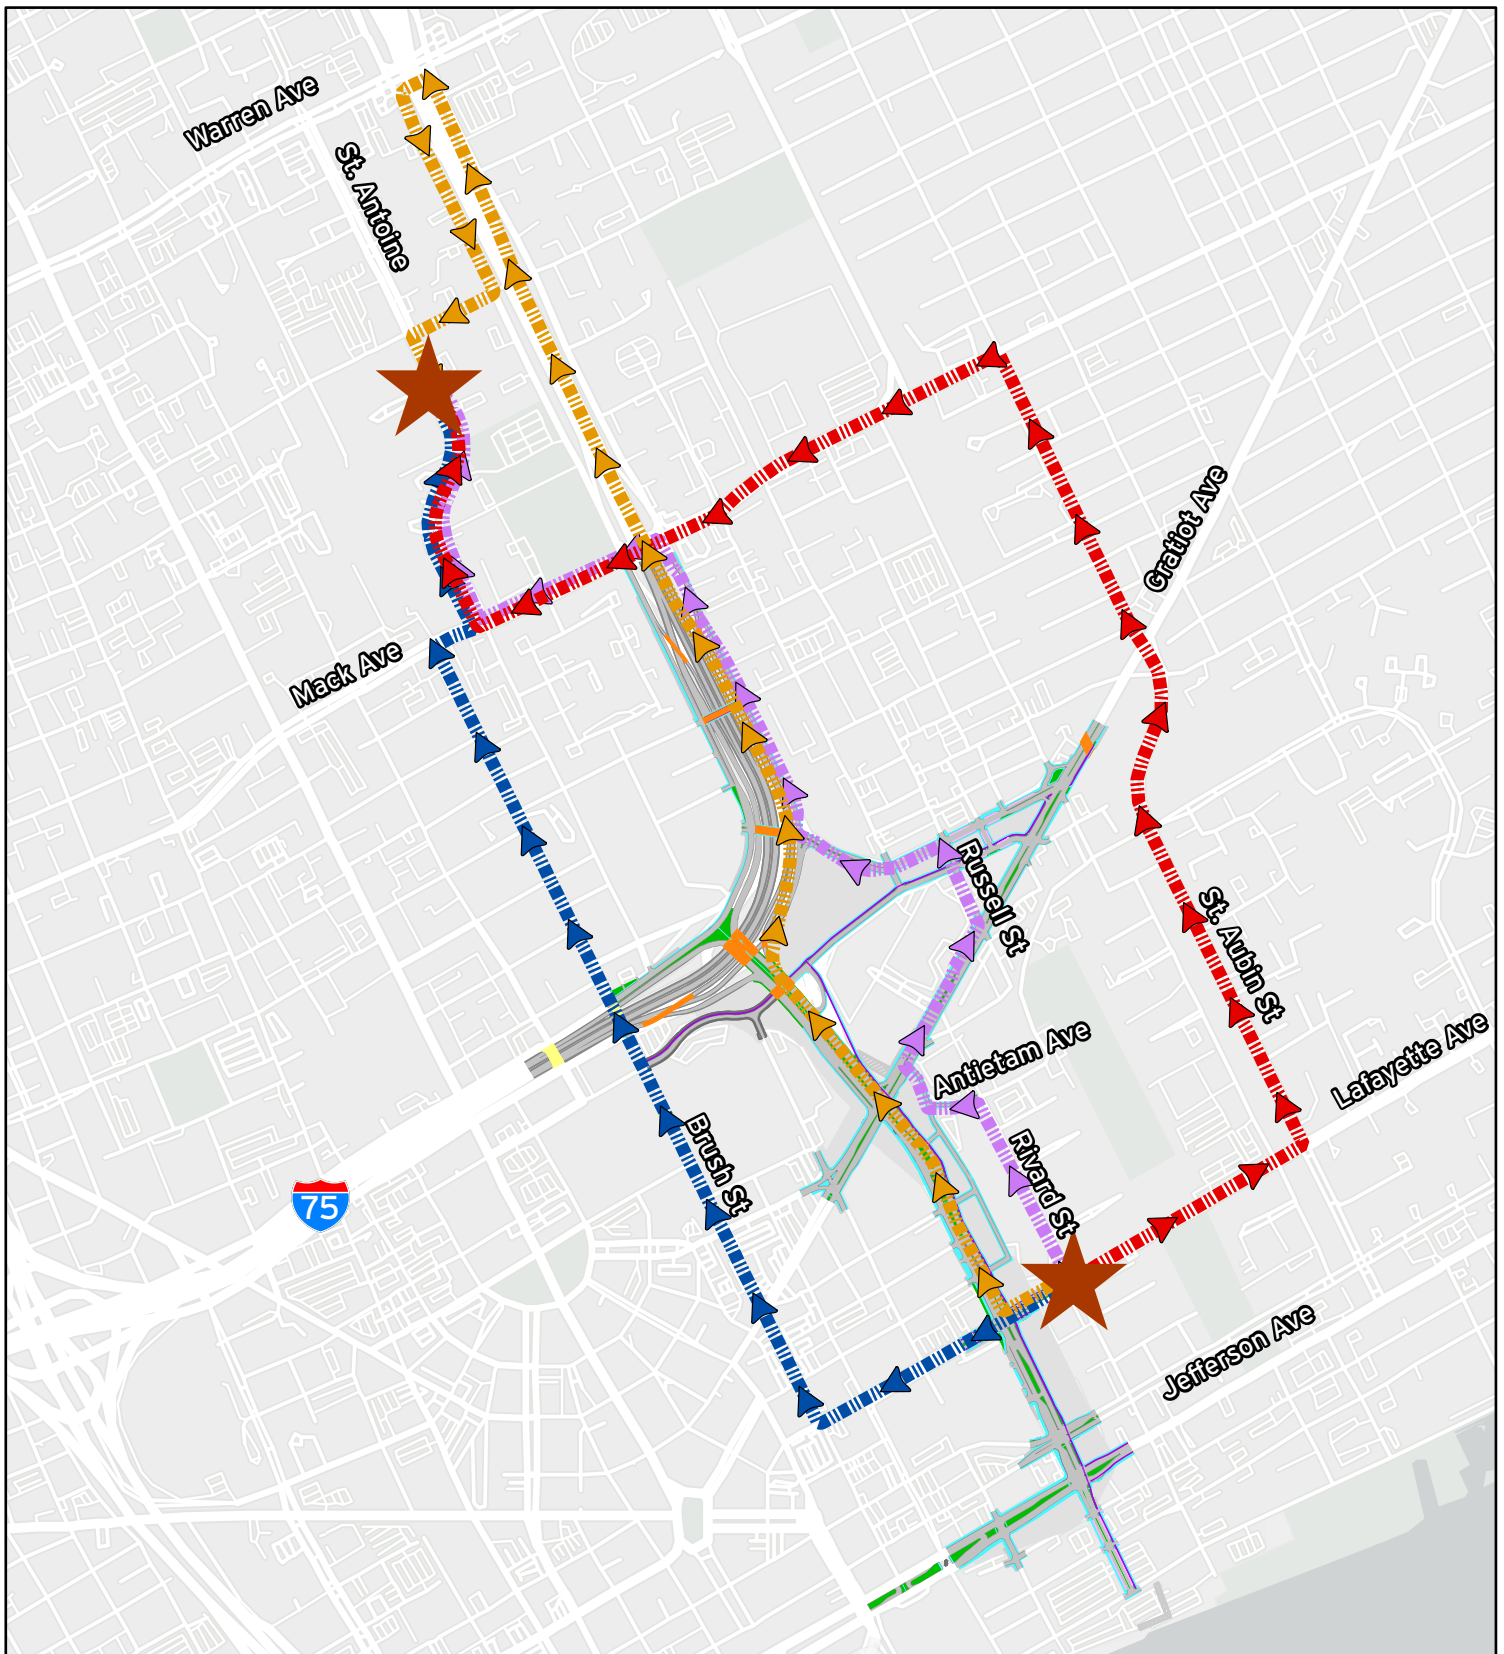 Warren Ave
St. Antoine
Gratiot Ave
Mack Ave
Russell St
St. Aubin St
Antietam Ave
Lafayette Ave
Brush St
Rivard St
75
Jefferson Ave